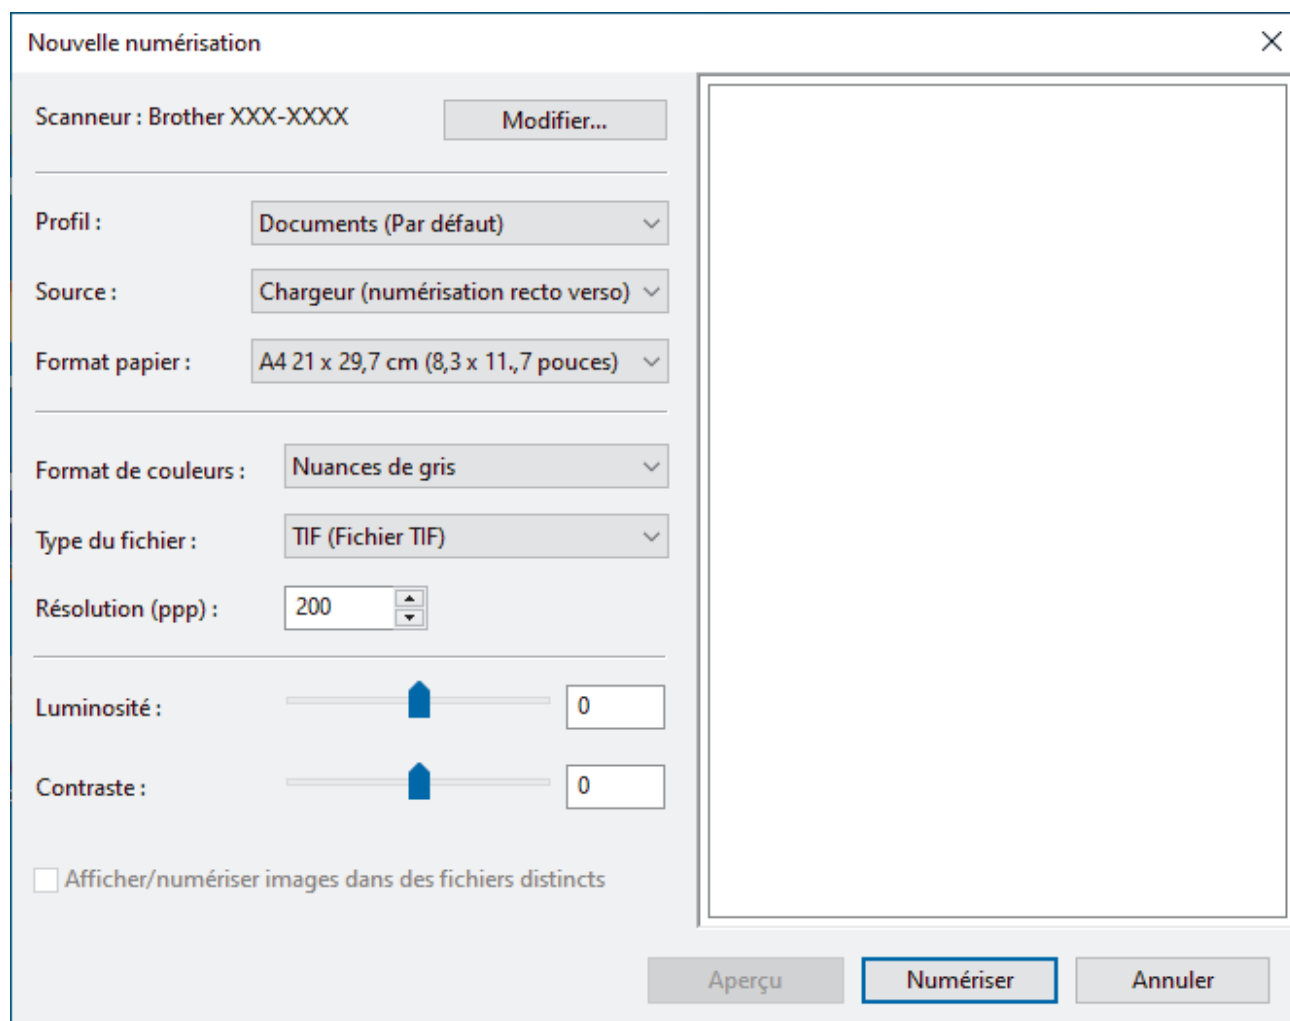 Nouvelle numérisation
Scanneur : Brother XXX-XXXX
Modifier...
Profil : Documents (Par défaut)
Source : Chargeur (numérisation recto verso)
Format papier : A4 21 x 29,7 cm (8,3 x 11.,7 pouces)
Format de couleurs : Nuances de gris
Type du fichier : TIF (Fichier TIF)
Résolution (ppp) : 200
Luminosité : 0
Contraste : 0
Afficher/numériser images dans des fichiers distincts
Aperçu Numériser Annuler